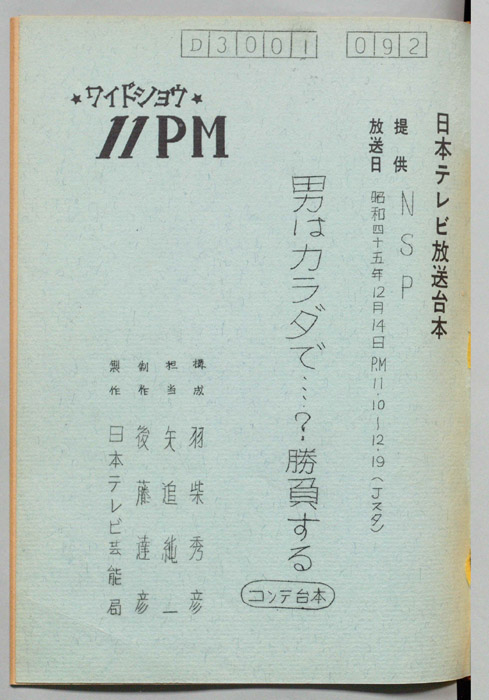 D3001 092
日本テレビ放送台本
提供 NSP
放送日 昭和四十五年12月14日 P.M 11.10〜12.19（Jスタ）
★ワイドショウ★
11PM
男はカラダで…？勝負する
コンテ台本
構成 羽柴秀彦
担当 矢追純一
制作 後藤達彦
製作 日本テレビ芸能局